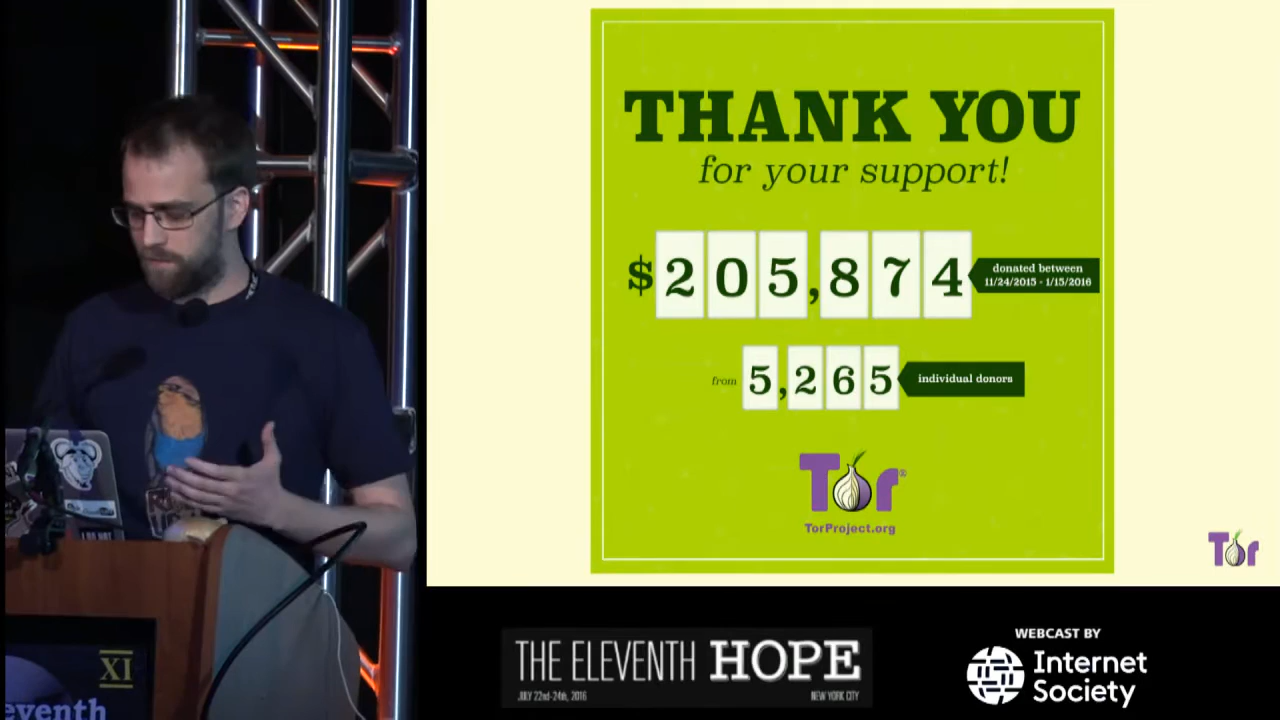 THANK YOU
for your support!
$205,874
donated between
11/24/2015 - 1/15/2016
from 5,265 individual donors
Tor®
TorProject.org
Tor
XI
eventh
THE ELEVENTH HOPE
JULY 22nd-24th, 2016 NEW YORK CITY
WEBCAST BY
Internet
Society